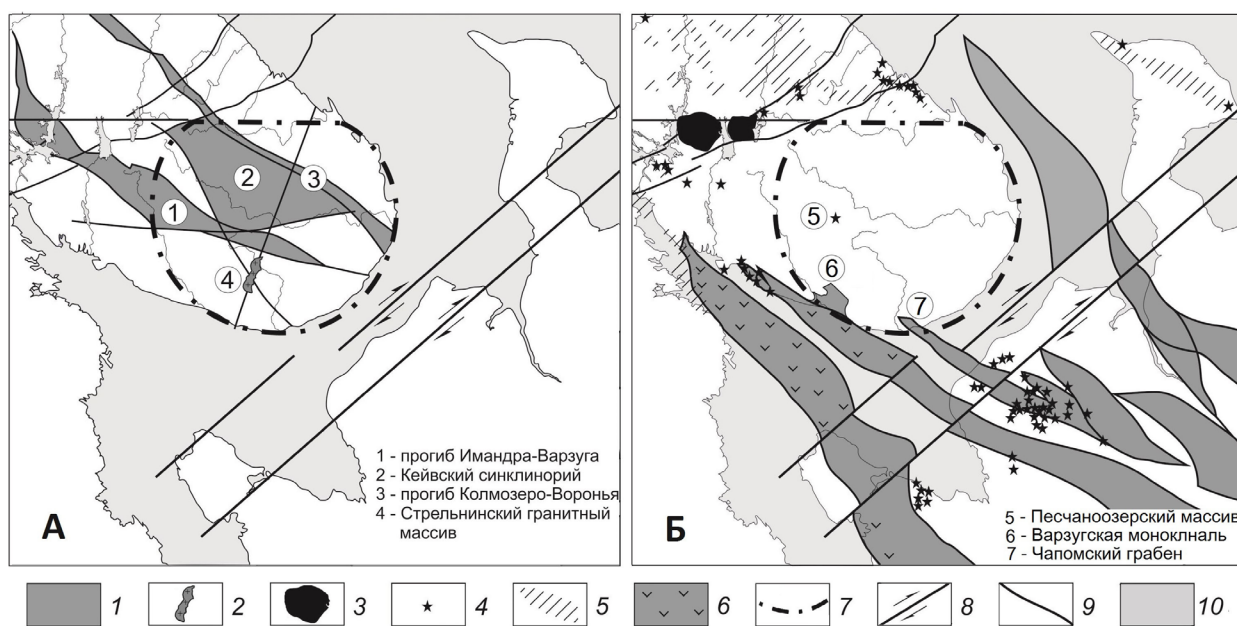 1
2
3
4
А
1 - прогиб Имандра-Варзуга
2 - Кейвский синклинорий
3 - прогиб Колмозеро-Воронья
4 - Стрельнинский гранитный
массив
5
6
7
Б
5 - Песчаноозерский массив
6 - Варзугская моноклналь
7 - Чапомский грабен
1 2 3 4 5 6 7 8 9 10